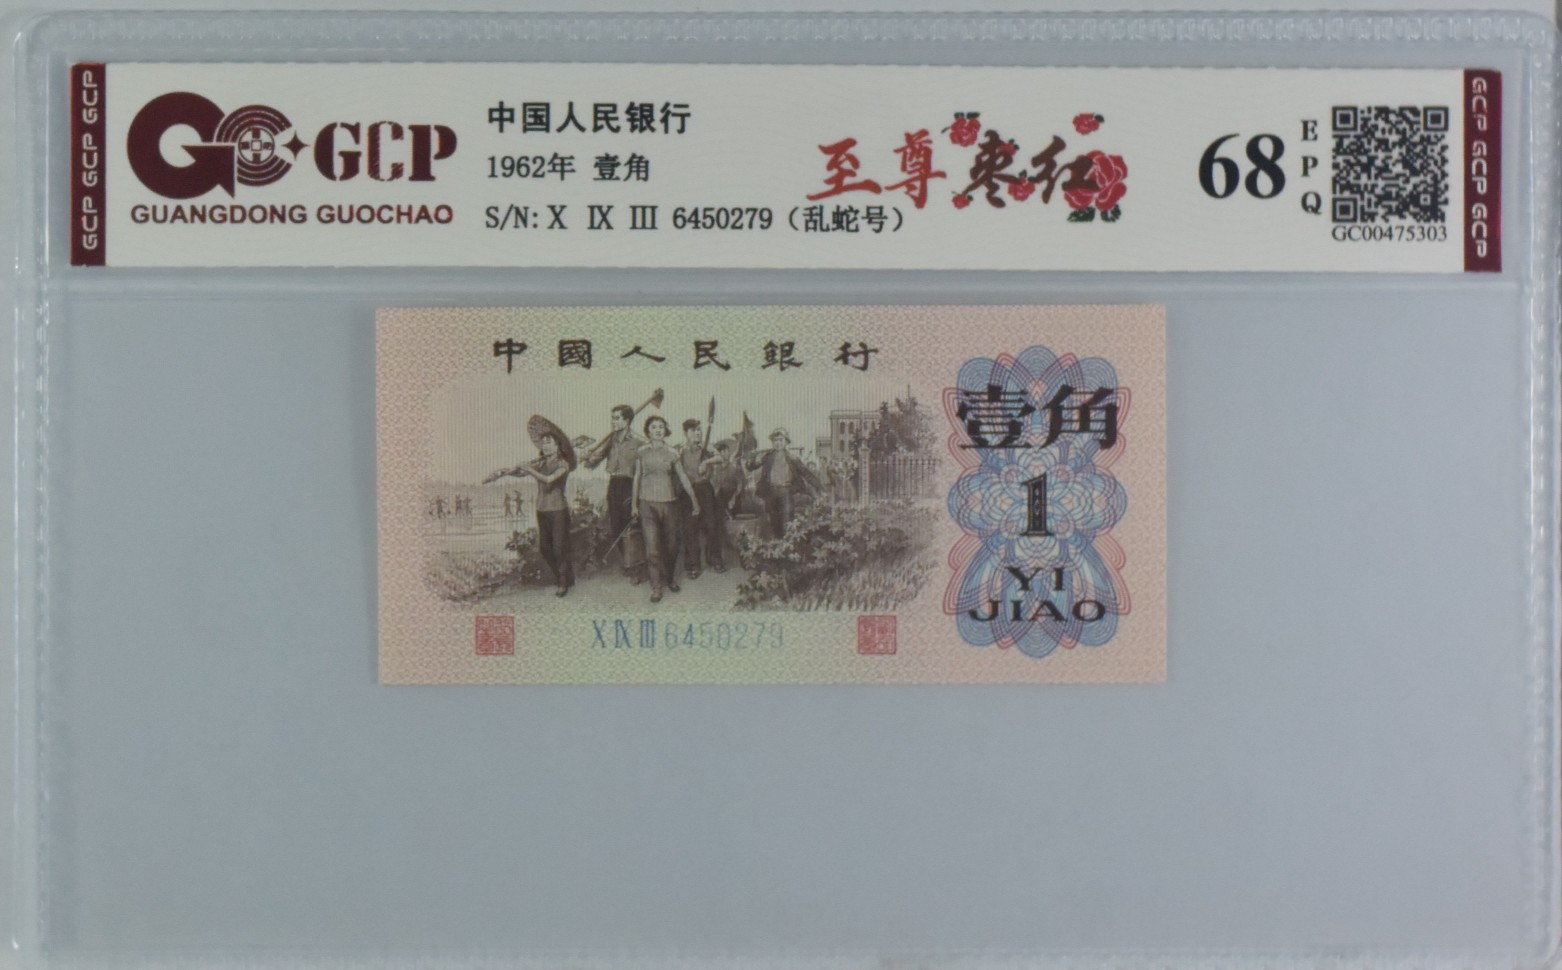 GCP GCP GCP
GCP
GUANGDONG GUOCHAO
中国人民银行
1962年 壹角
S/N: X IX III 6450279（乱蛇号）
至尊枣红
68
EPQ
GC00475303
GCP GCP GCP
中國人民銀行
壹角
1
YI
JIAO
X IX III 6450279